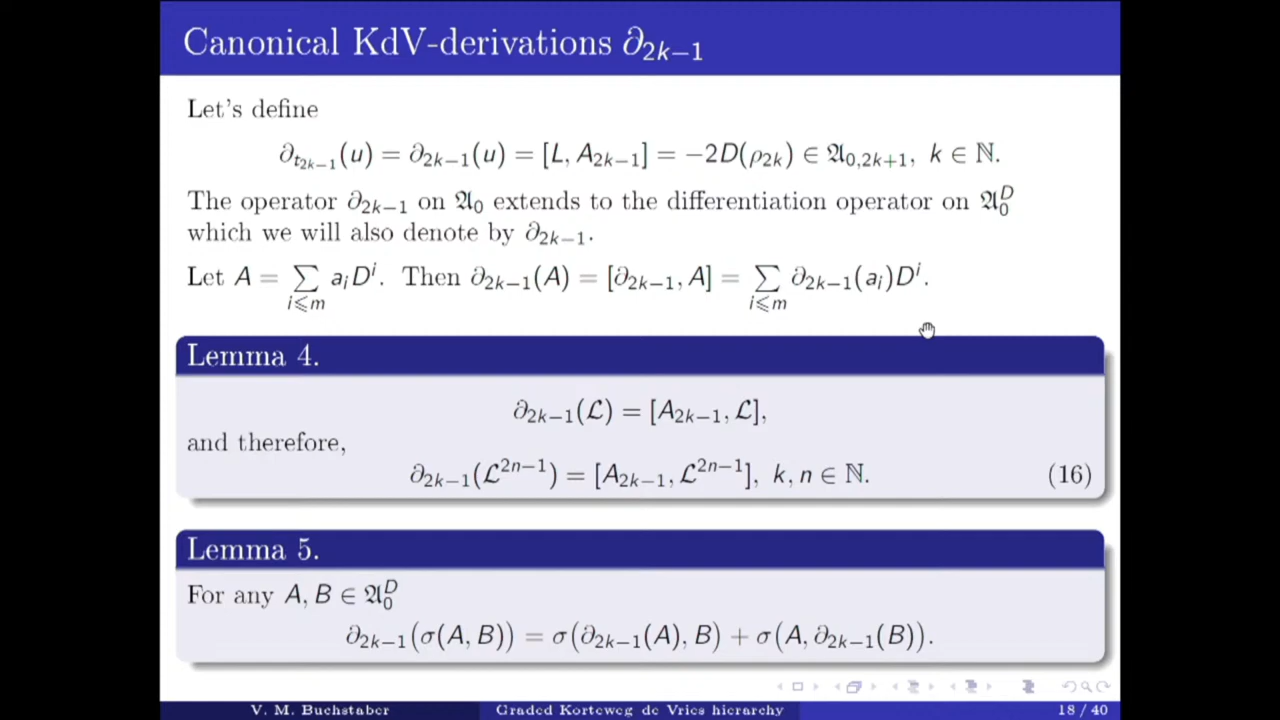 Canonical KdV-derivations ∂₂ₖ₋₁
Let's define
∂_{t_{2k−1}}(u) = ∂_{2k−1}(u) = [L, A_{2k−1}] = −2D(ρ_{2k}) ∈ 𝔄_{0,2k+1}, k ∈ ℕ.
The operator ∂_{2k−1} on 𝔄_0 extends to the differentiation operator on 𝔄_0^D
which we will also denote by ∂_{2k−1}.
Let A = ∑_{i⩽m} a_i D^i. Then ∂_{2k−1}(A) = [∂_{2k−1}, A] = ∑_{i⩽m} ∂_{2k−1}(a_i)D^i.
Lemma 4.
∂_{2k−1}(ℒ) = [A_{2k−1}, ℒ],
and therefore,
∂_{2k−1}(ℒ^{2n−1}) = [A_{2k−1}, ℒ^{2n−1}], k, n ∈ ℕ. (16)
Lemma 5.
For any A, B ∈ 𝔄_0^D
∂_{2k−1}(σ(A, B)) = σ(∂_{2k−1}(A), B) + σ(A, ∂_{2k−1}(B)).
V. M. Buchstaber Graded Korteweg de Vries hierarchy 18 / 40